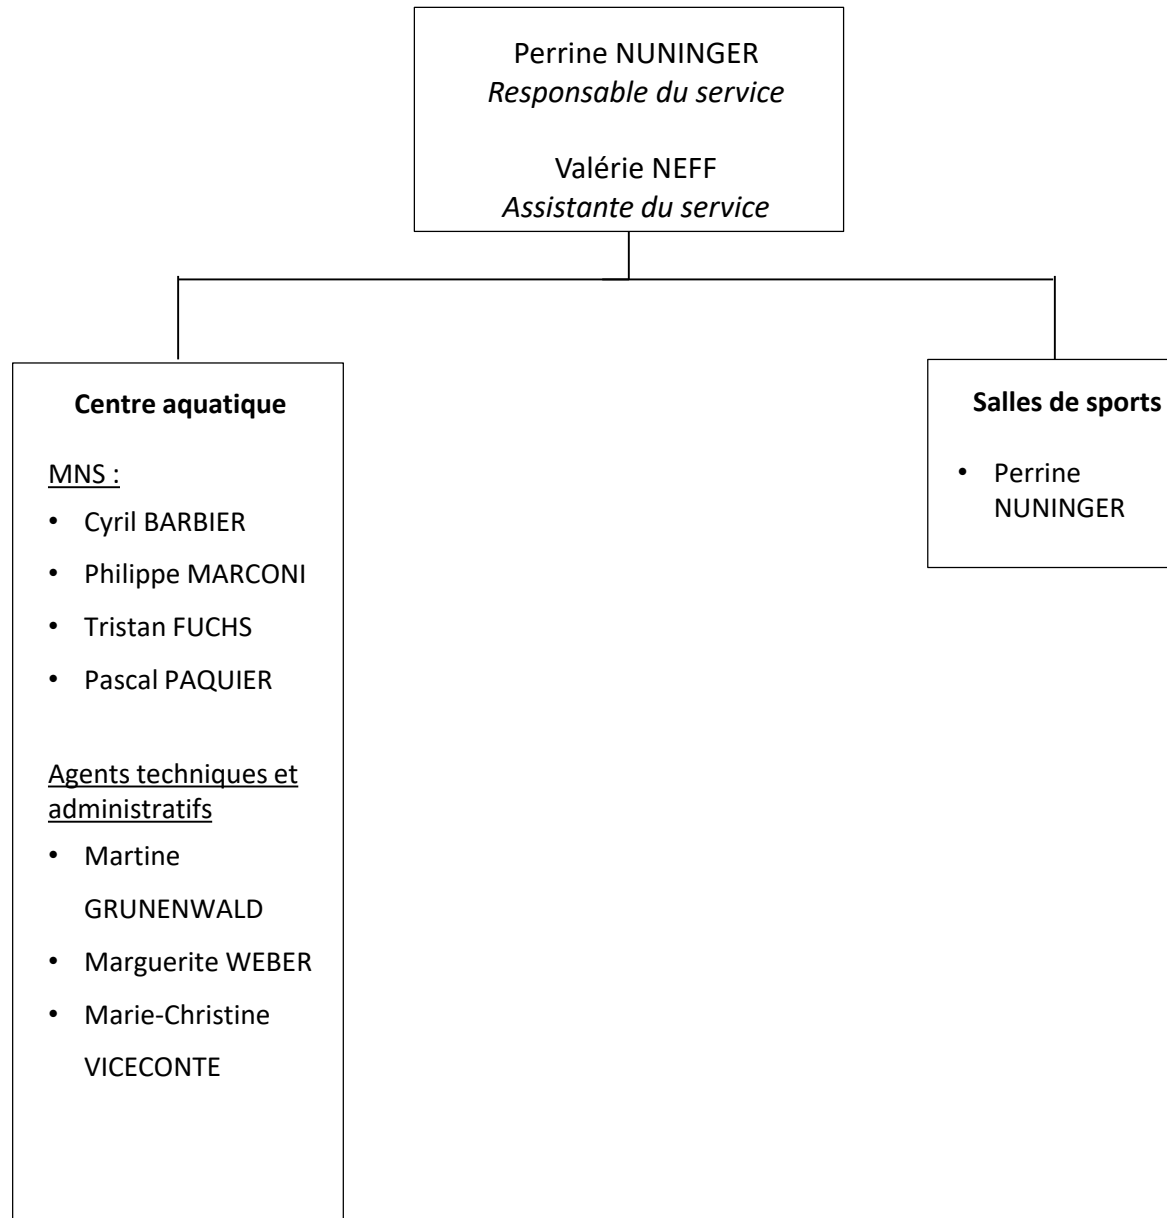 Perrine NUNINGER
Responsable du service
Valérie NEFF
Assistante du service
Centre aquatique
MNS :
• Cyril BARBIER
• Philippe MARCONI
• Tristan FUCHS
• Pascal PAQUIER
Agents techniques et
administratifs
• Martine
GRUNENWALD
• Marguerite WEBER
• Marie-Christine
VICECONTE
Salles de sports
• Perrine
NUNINGER